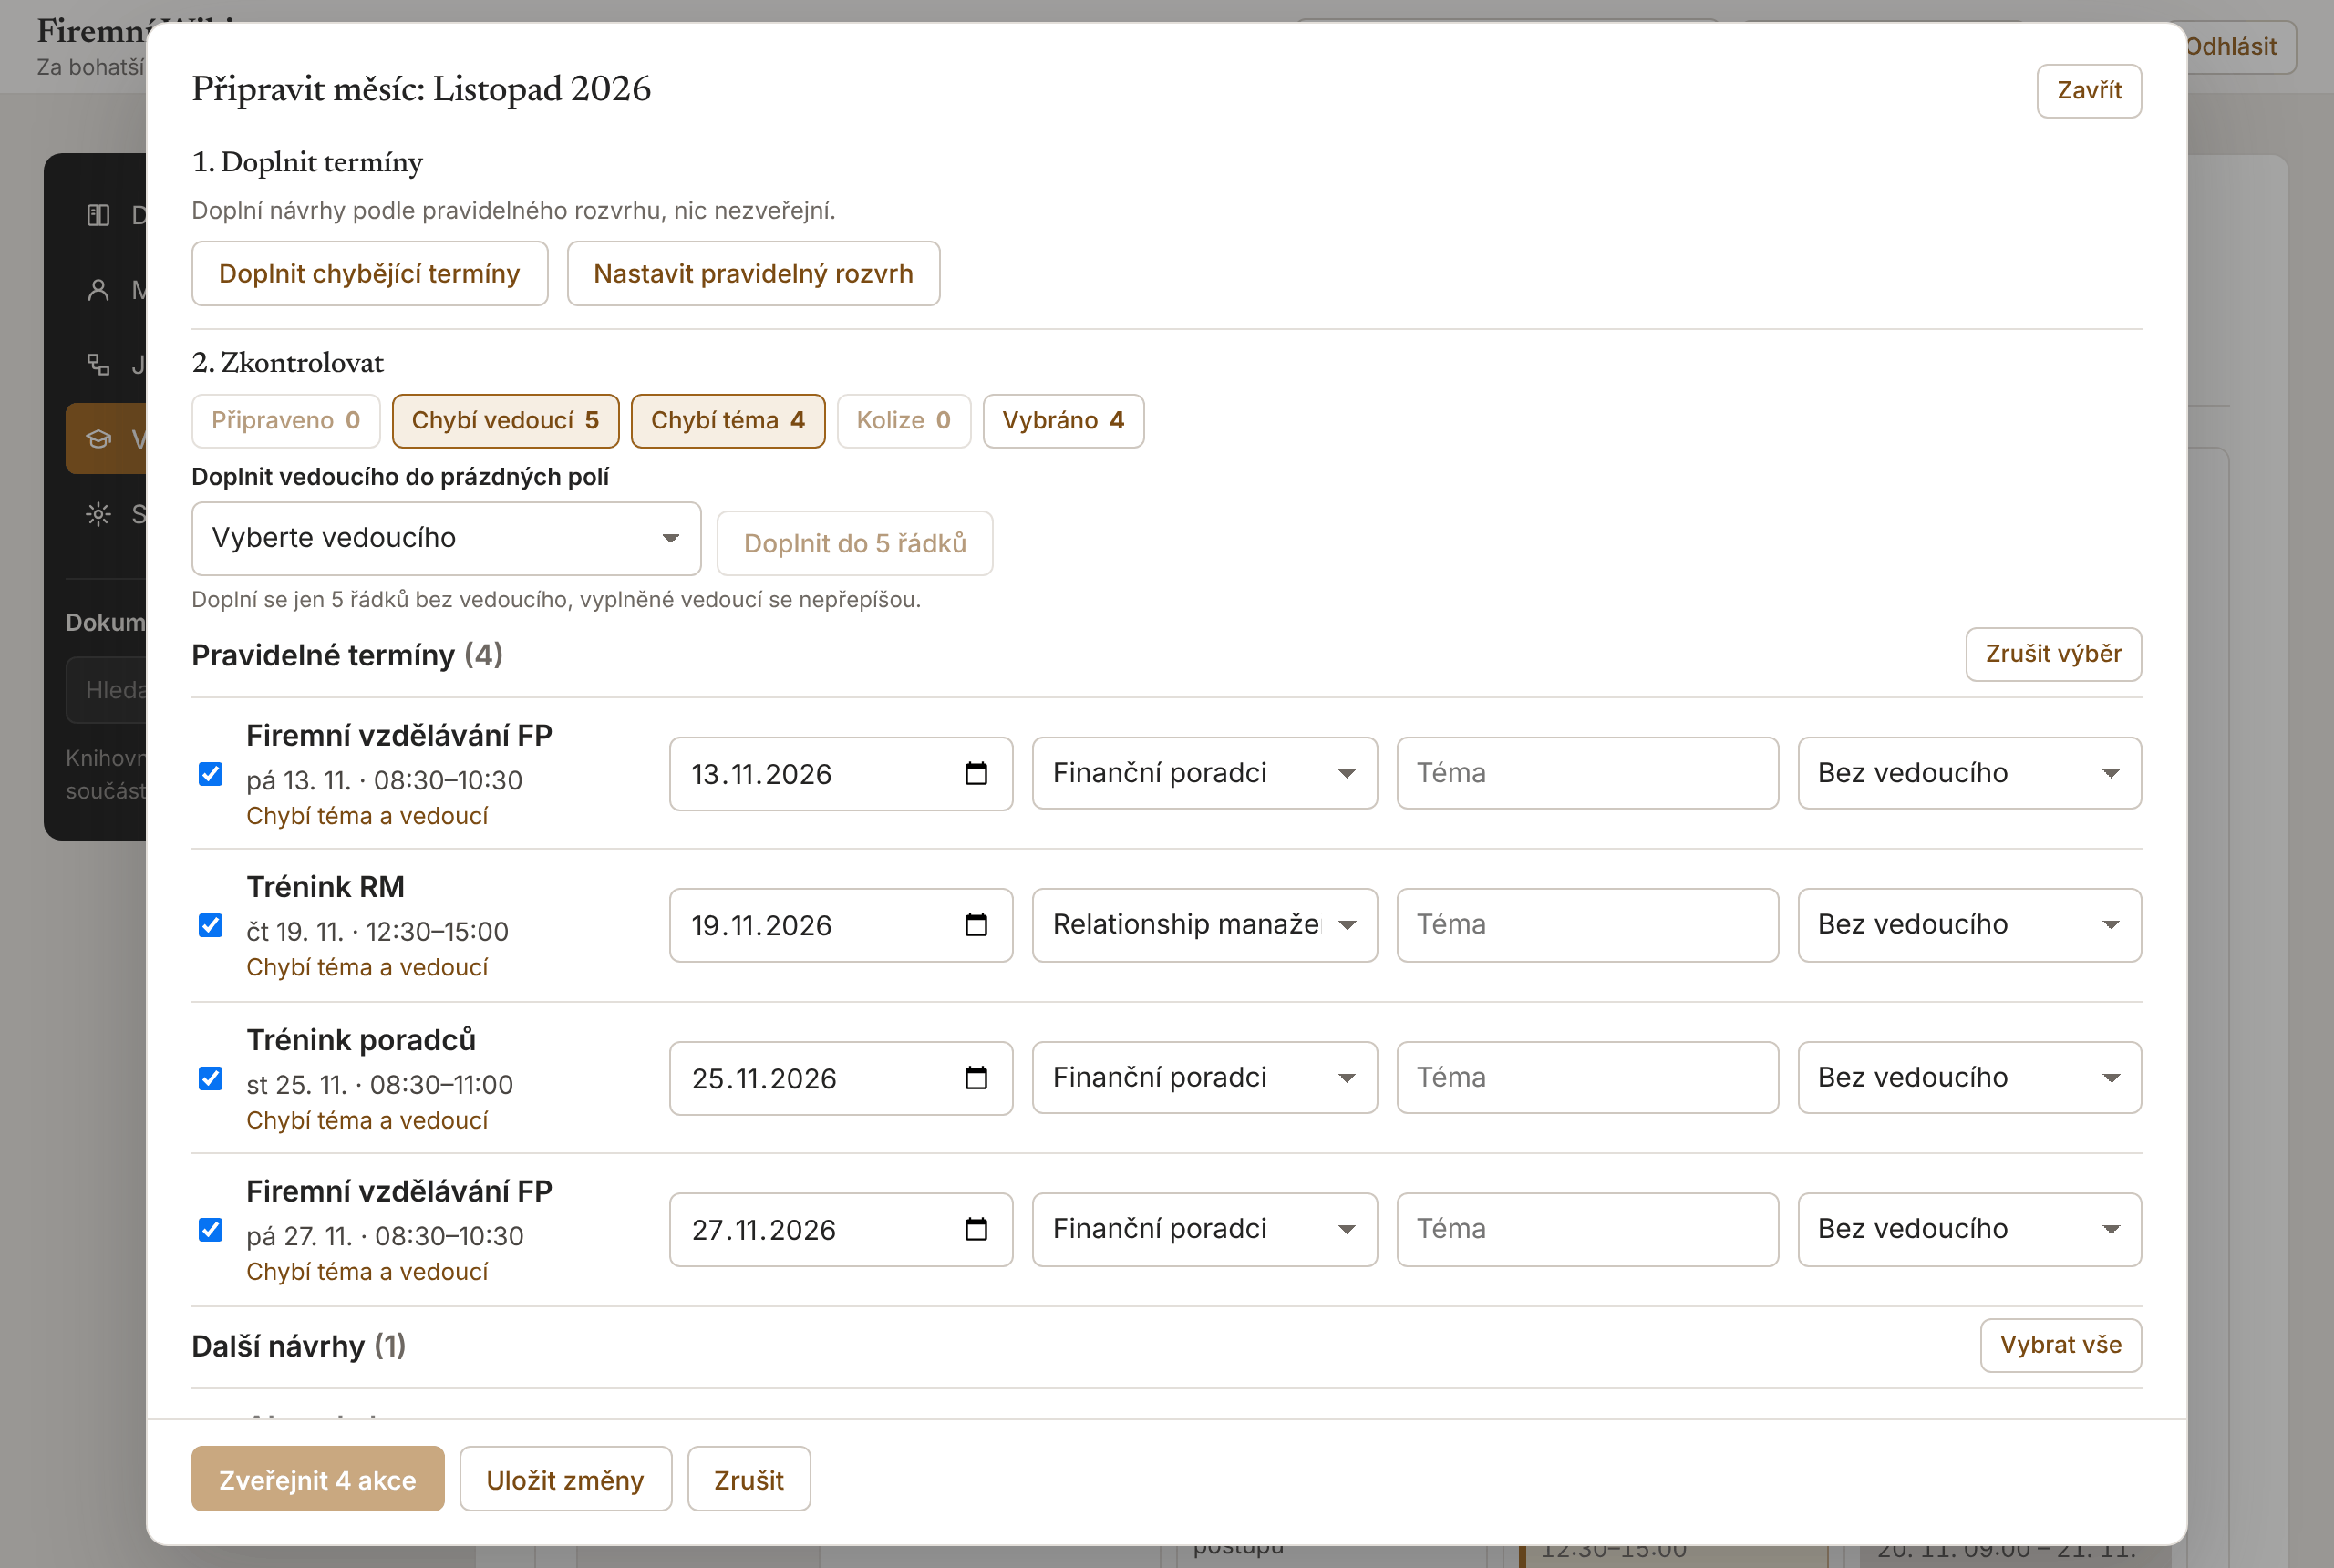 Firemní Wiki
Za bohatší
Odhlásit
Připravit měsíc: Listopad 2026
Zavřít
1. Doplnit termíny
Doplní návrhy podle pravidelného rozvrhu, nic nezveřejní.
Doplnit chybějící termíny
Nastavit pravidelný rozvrh
2. Zkontrolovat
Připraveno 0
Chybí vedoucí 5
Chybí téma 4
Kolize 0
Vybráno 4
Doplnit vedoucího do prázdných polí
Vyberte vedoucího
Doplnit do 5 řádků
Doplní se jen 5 řádků bez vedoucího, vyplněné vedoucí se nepřepíšou.
Pravidelné termíny (4)
Zrušit výběr
Firemní vzdělávání FP
pá 13. 11. · 08:30–10:30
Chybí téma a vedoucí
13.11.2026
Finanční poradci
Téma
Bez vedoucího
Trénink RM
čt 19. 11. · 12:30–15:00
Chybí téma a vedoucí
19.11.2026
Relationship manaže
Téma
Bez vedoucího
Trénink poradců
st 25. 11. · 08:30–11:00
Chybí téma a vedoucí
25.11.2026
Finanční poradci
Téma
Bez vedoucího
Firemní vzdělávání FP
pá 27. 11. · 08:30–10:30
Chybí téma a vedoucí
27.11.2026
Finanční poradci
Téma
Bez vedoucího
Další návrhy (1)
Vybrat vše
Zveřejnit 4 akce
Uložit změny
Zrušit
D
M
J
V
S
Dokum
Hleda
Knihovn
součást
postupu
12:30–15:00
20. 11. 09:00 – 21. 11.